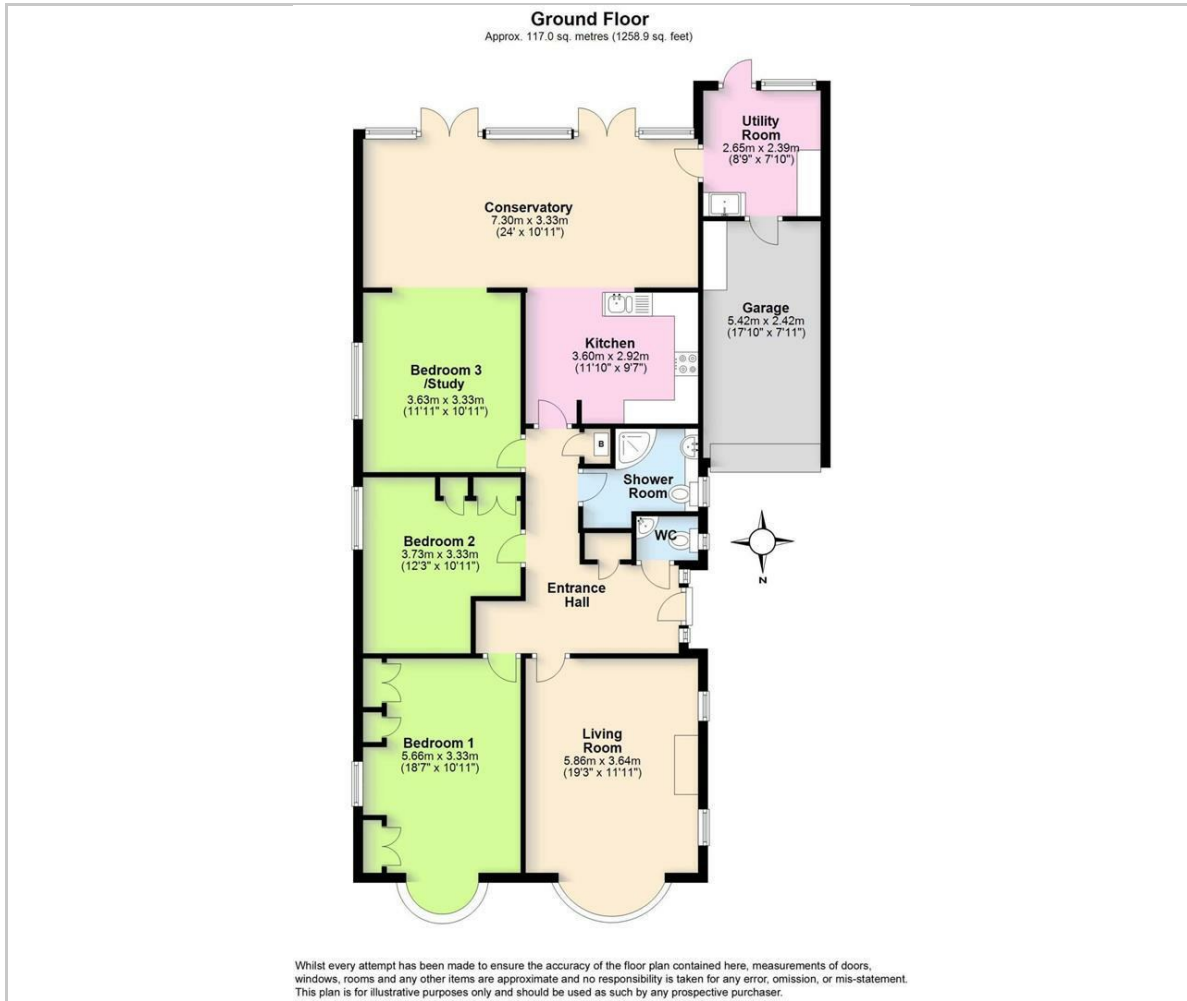 Ground Floor
Approx. 117.0 sq. metres (1258.9 sq. feet)
Utility
Room
2.65m x 2.39m
(8'9" x 7'10")
Conservatory
7.30m x 3.33m
(24' x 10'11")
Garage
5.42m x 2.42m
(17'10" x 7'11")
Kitchen
3.60m x 2.92m
(11'10" x 9'7")
Bedroom 3
/Study
3.63m x 3.33m
(11'11" x 10'11")
B
Shower
Room
WC
Bedroom 2
3.73m x 3.33m
(12'3" x 10'11")
N
Entrance
Hall
Bedroom 1
5.66m x 3.33m
(18'7" x 10'11")
Living
Room
5.86m x 3.64m
(19'3" x 11'11")
Whilst every attempt has been made to ensure the accuracy of the floor plan contained here, measurements of doors,
windows, rooms and any other items are approximate and no responsibility is taken for any error, omission, or mis-statement.
This plan is for illustrative purposes only and should be used as such by any prospective purchaser.